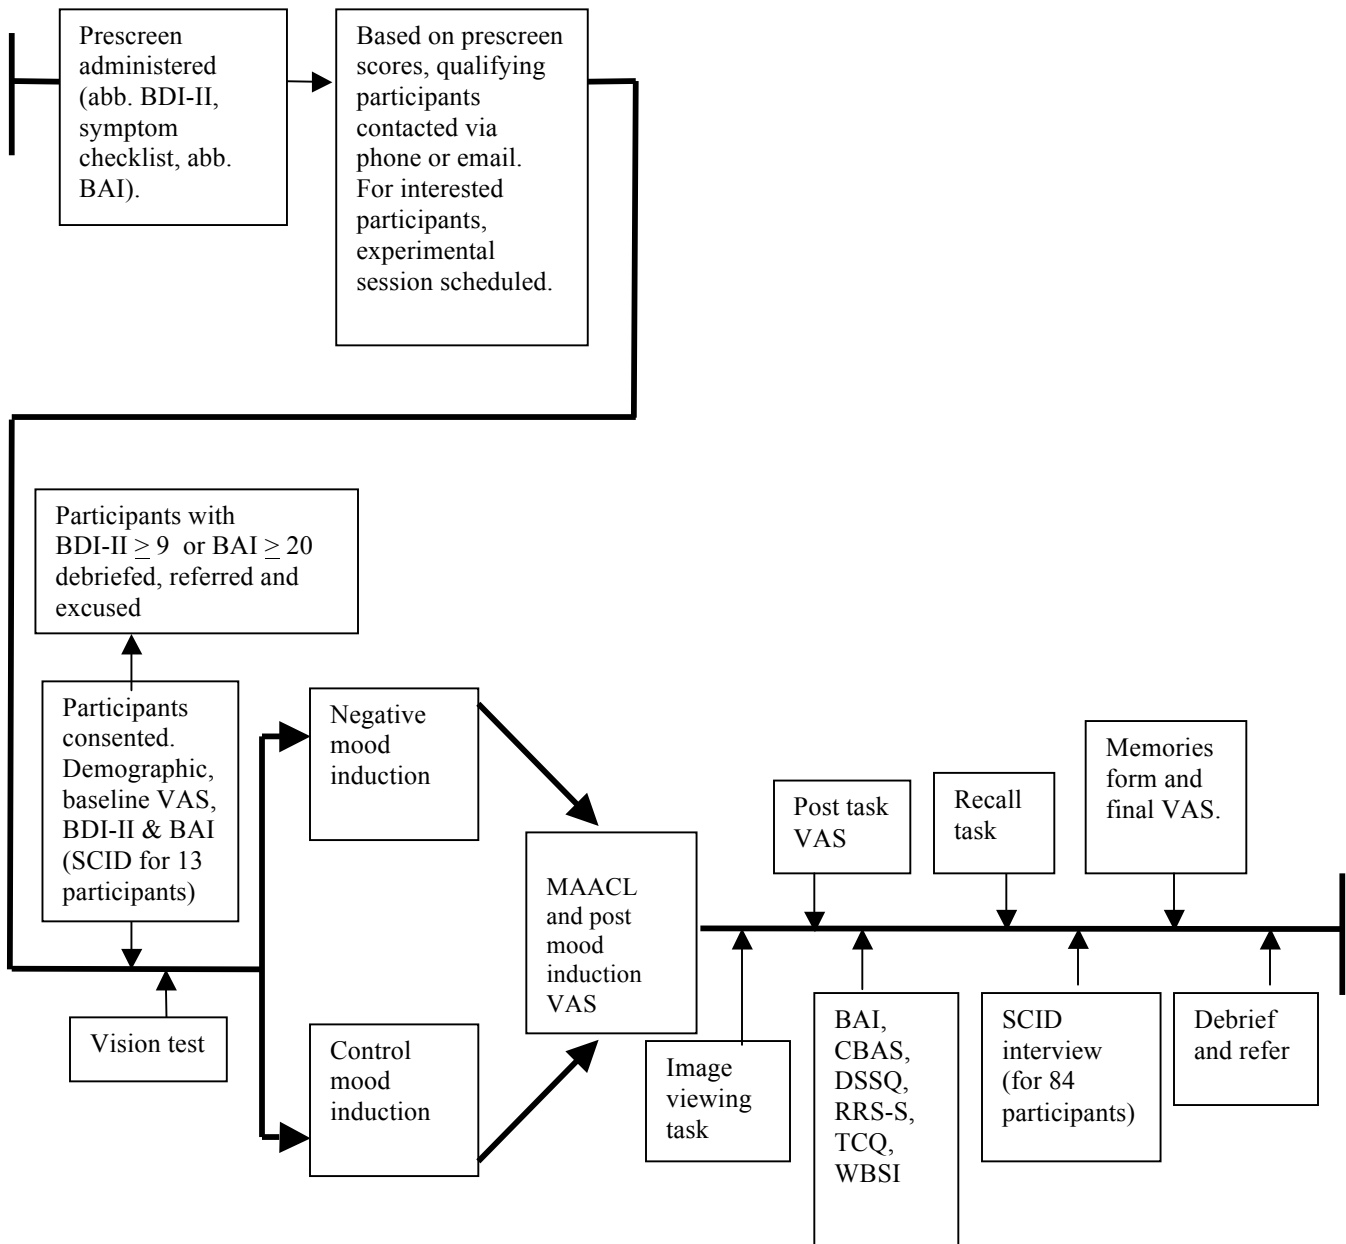 Prescreen
administered
(abb. BDI-II,
symptom
checklist, abb.
BAI).
Based on prescreen
scores, qualifying
participants
contacted via
phone or email.
For interested
participants,
experimental
session scheduled.
Participants with
BDI-II ≥ 9 or BAI ≥ 20
debriefed, referred and
excused
Participants
consented.
Demographic,
baseline VAS,
BDI-II & BAI
(SCID for 13
participants)
Vision test
Negative
mood
induction
Control
mood
induction
MAACL
and post
mood
induction
VAS
Image
viewing
task
Post task
VAS
BAI,
CBAS,
DSSQ,
RRS-S,
TCQ,
WBSI
Recall
task
SCID
interview
(for 84
participants)
Memories
form and
final VAS.
Debrief
and refer